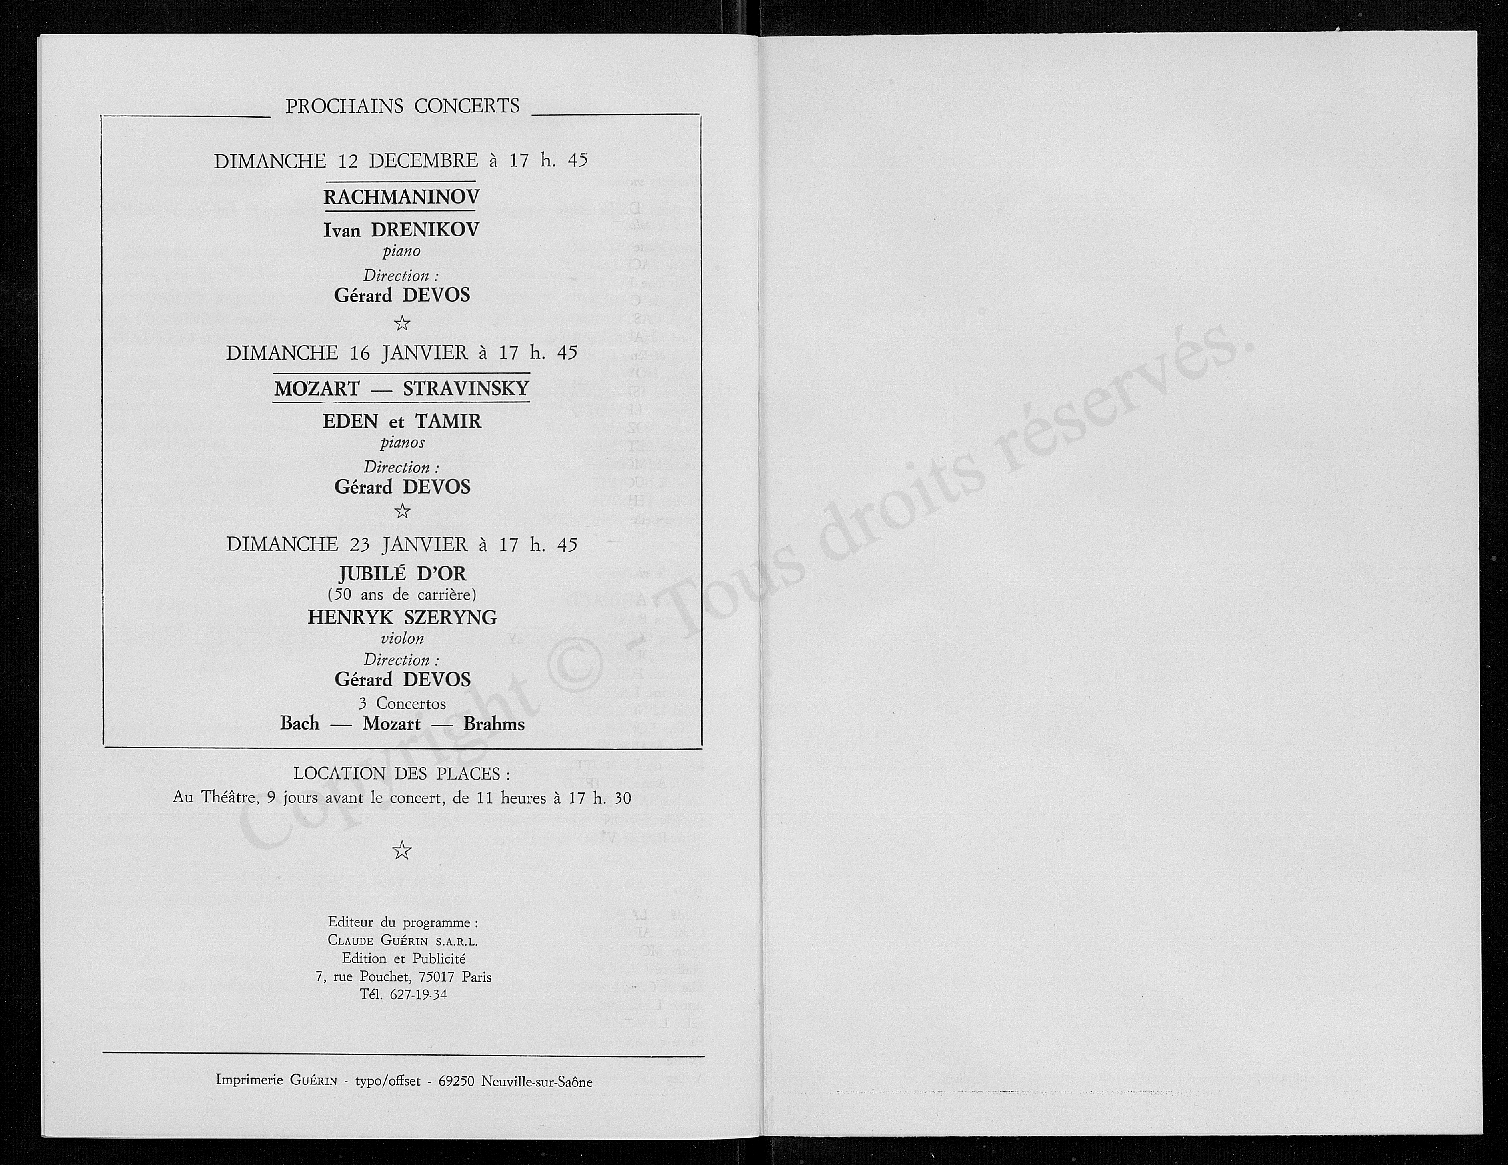 PROCHAINS CONCERTS
DIMANCHE 12 DECEMBRE à 17 h. 45
RACHMANINOV
Ivan DRENIKOV
piano
Direction :
Gérard DEVOS
☆
DIMANCHE 16 JANVIER à 17 h. 45
MOZART — STRAVINSKY
EDEN et TAMIR
pianos
Direction :
Gérard DEVOS
☆
DIMANCHE 23 JANVIER à 17 h. 45
JUBILÉ D'OR
(50 ans de carrière)
HENRYK SZERYNG
violon
Direction :
Gérard DEVOS
3 Concertos
Bach — Mozart — Brahms
LOCATION DES PLACES :
Au Théâtre, 9 jours avant le concert, de 11 heures à 17 h. 30
☆
Editeur du programme :
CLAUDE GUÉRIN S.A.R.L.
Edition et Publicité
7, rue Pouchet, 75017 Paris
Tél. 627-19-34
Imprimerie GUÉRIN - typo/offset - 69250 Neuville-sur-Saône
Copyright © - Tous droits réservés.